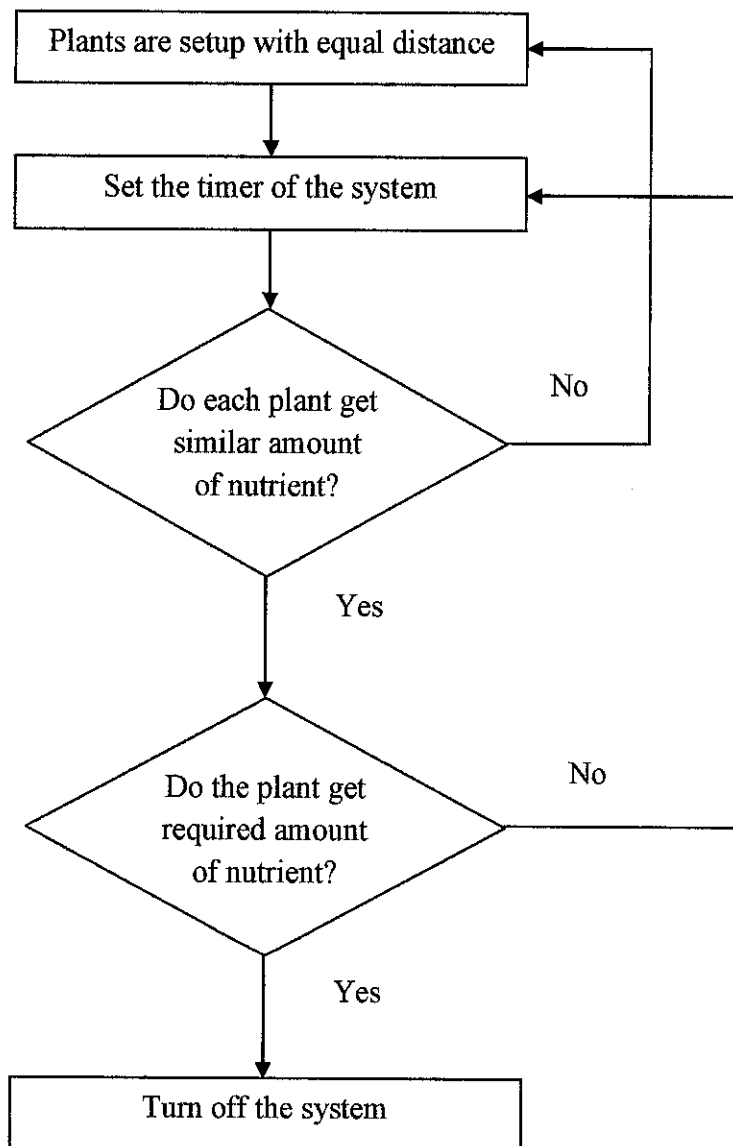 Plants are setup with equal distance
Set the timer of the system
Do each plant get
similar amount
of nutrient?
No
Yes
Do the plant get
required amount
of nutrient?
No
Yes
Turn off the system